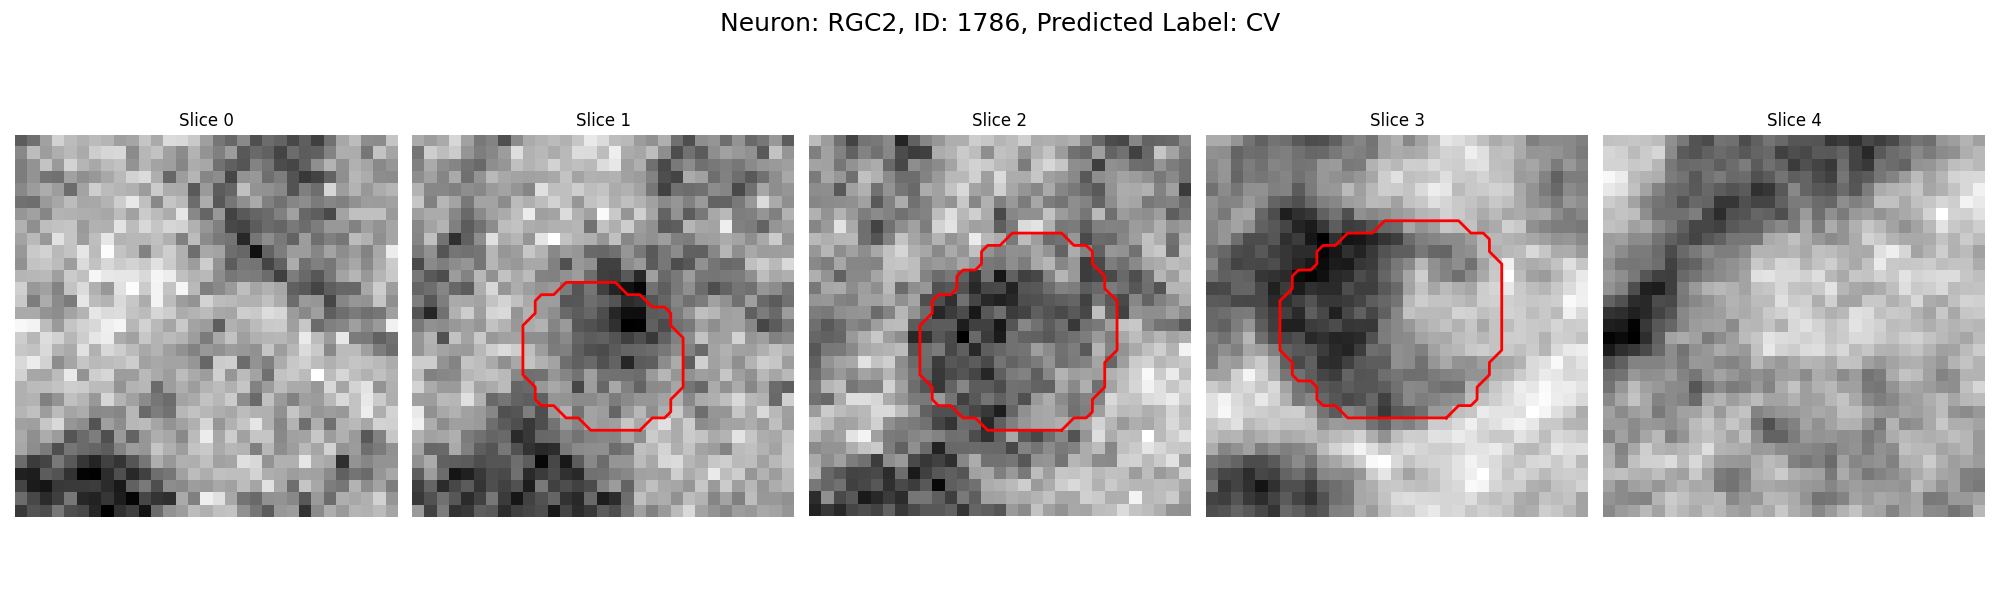 Neuron: RGC2, ID: 1786, Predicted Label: CV
Slice 0
Slice 1
Slice 2
Slice 3
Slice 4